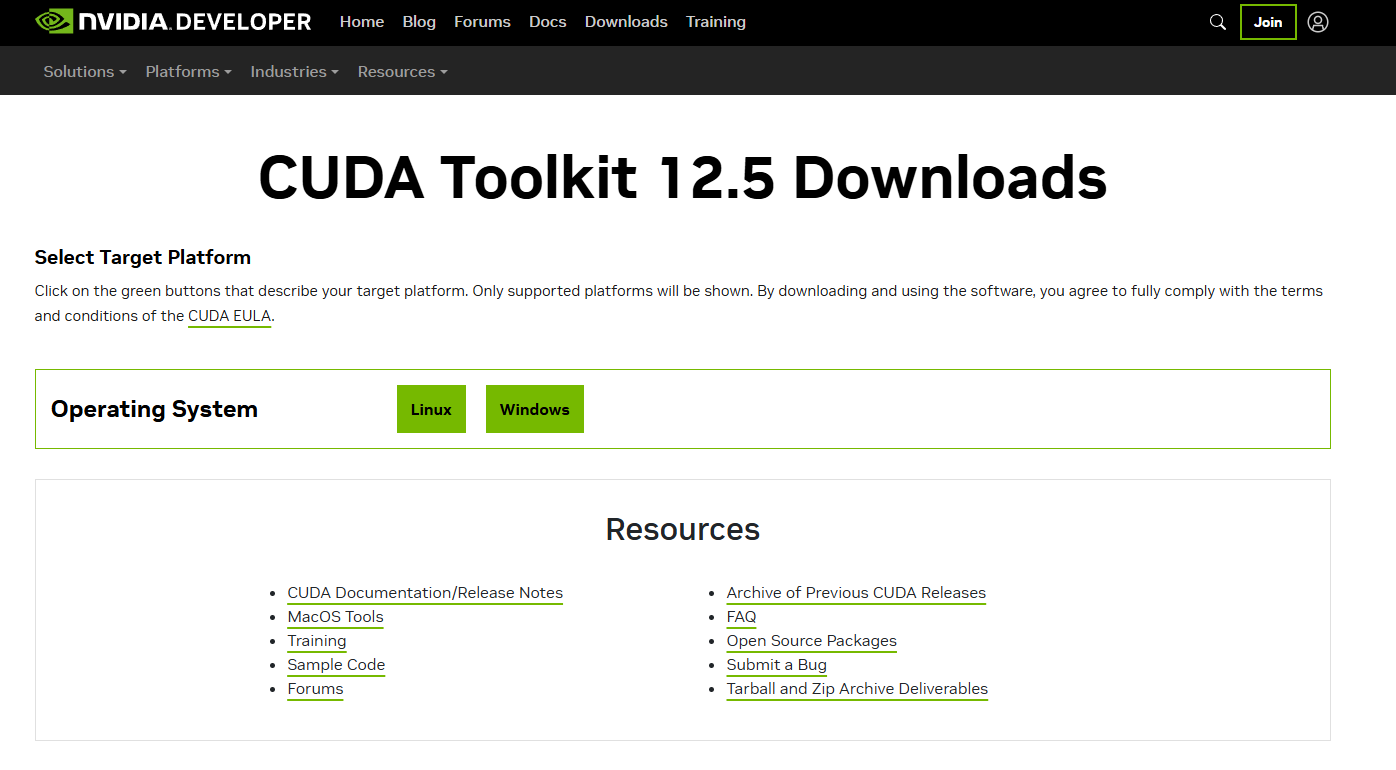 NVIDIA. DEVELOPER Home Blog Forums Docs Downloads Training Join
Solutions Platforms Industries Resources
CUDA Toolkit 12.5 Downloads
Select Target Platform
Click on the green buttons that describe your target platform. Only supported platforms will be shown. By downloading and using the software, you agree to fully comply with the terms
and conditions of the CUDA EULA.
Operating System Linux Windows
Resources
CUDA Documentation/Release Notes
MacOS Tools
Training
Sample Code
Forums
Archive of Previous CUDA Releases
FAQ
Open Source Packages
Submit a Bug
Tarball and Zip Archive Deliverables